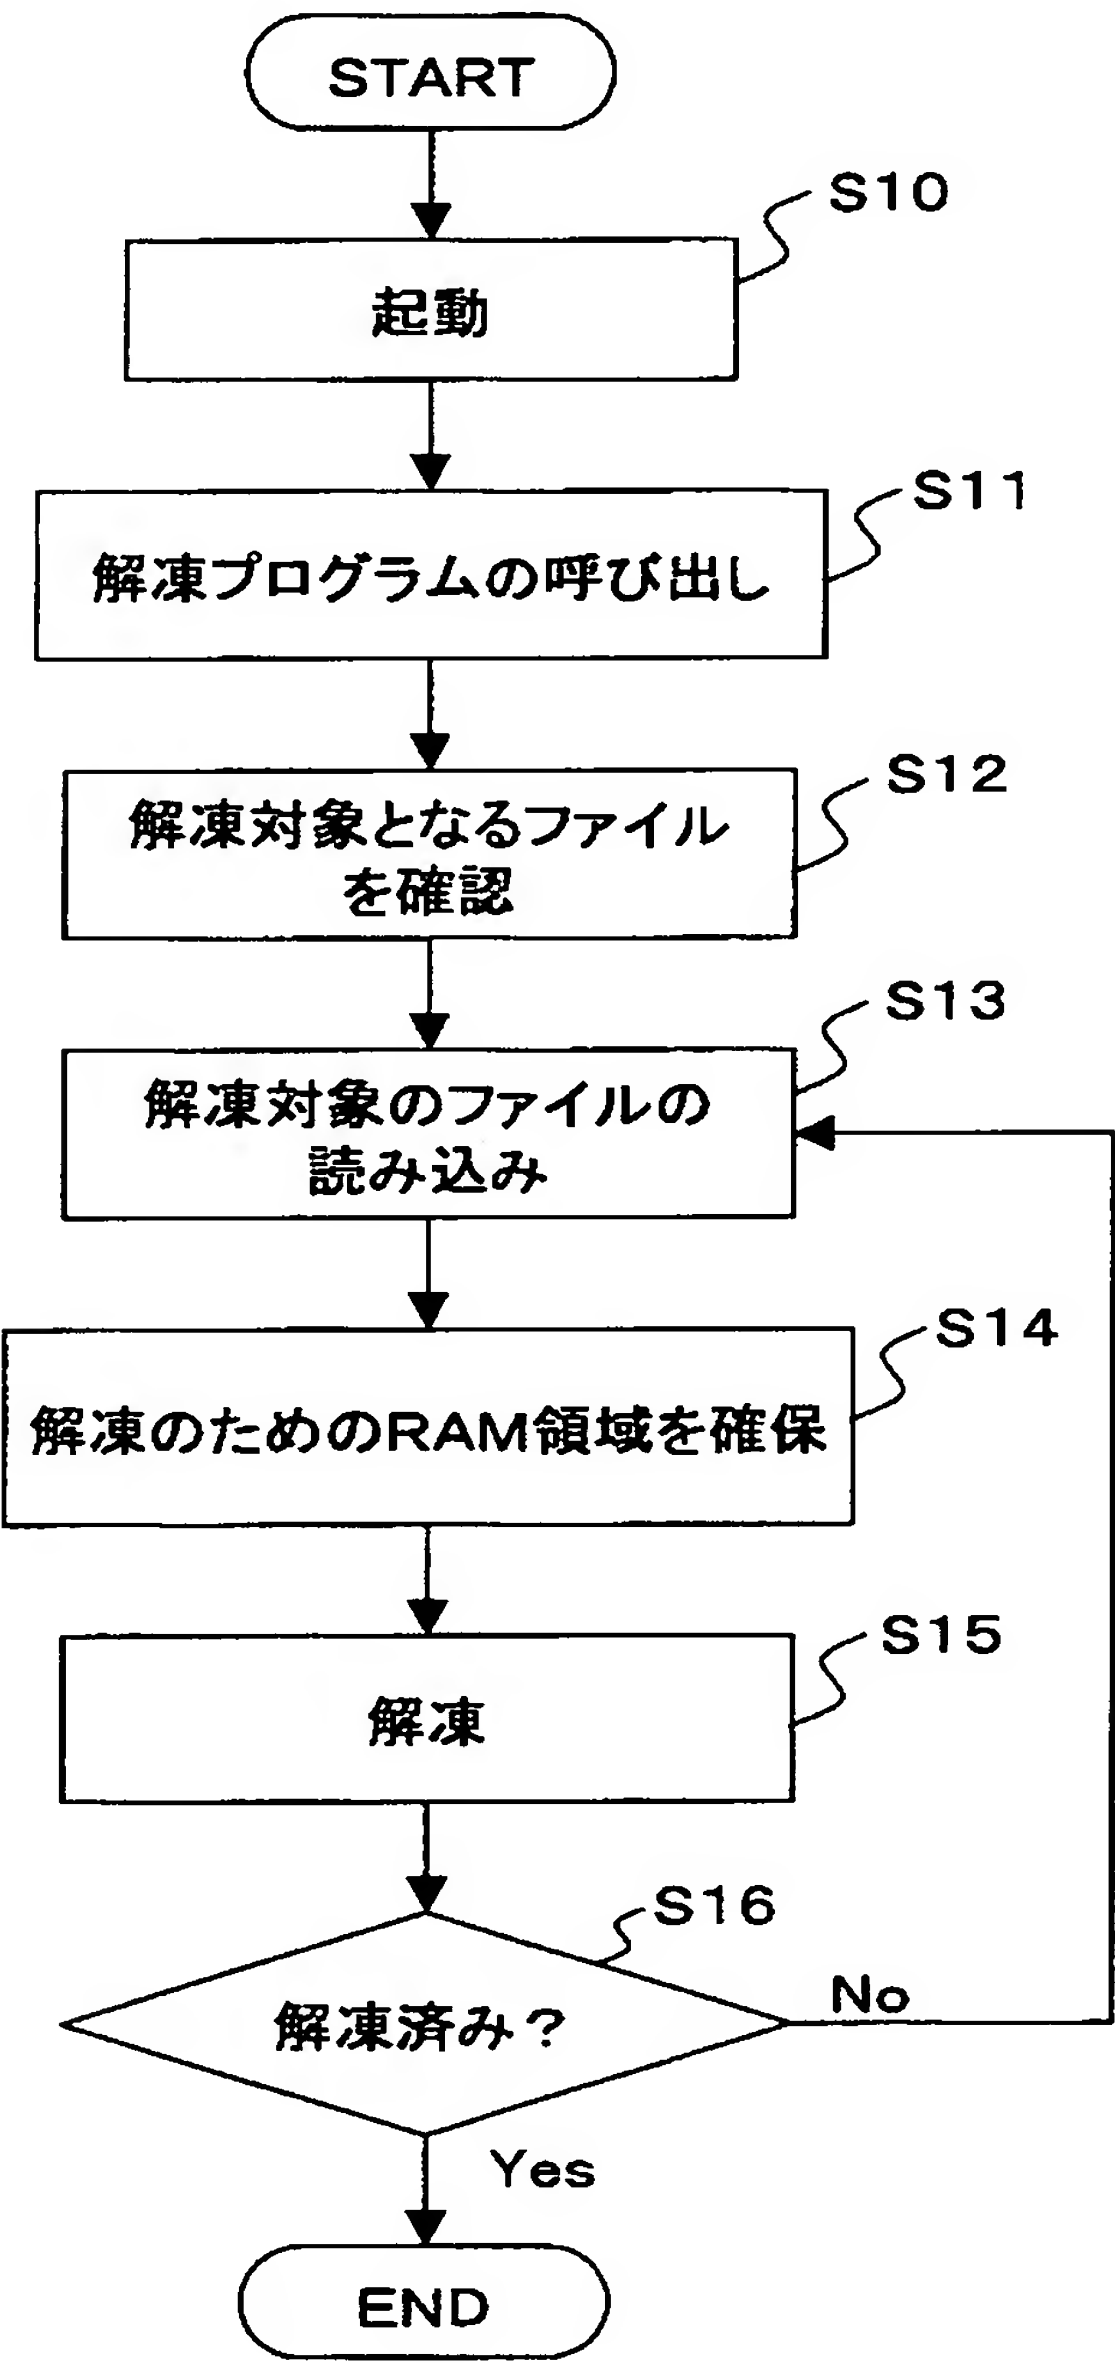 START
S10
起動
S11
解凍プログラムの呼び出し
S12
解凍対象となるファイル
を確認
S13
解凍対象のファイルの
読み込み
S14
解凍のためのRAM領域を確保
S15
解凍
S16
解凍済み?
No
Yes
END